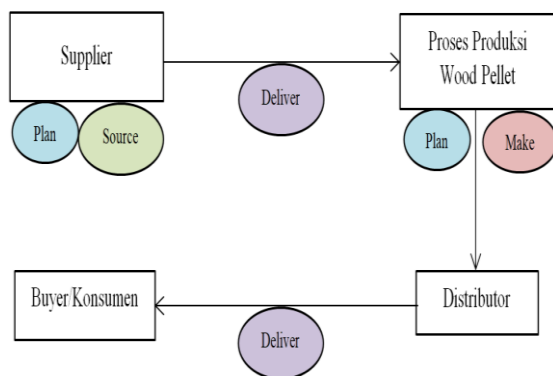 Supplier
Proses Produksi
Wood Pellet
Deliver
Plan
Source
Plan
Make
Buyer/Konsumen
Distributor
Deliver